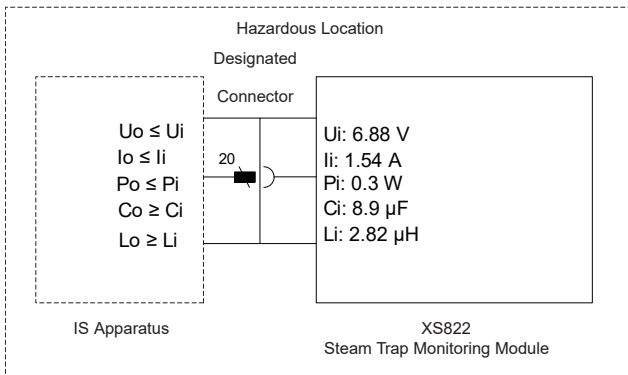 Hazardous Location
Designated
Connector
Uo ≤ Ui
Io ≤ Ii
Po ≤ Pi
Co ≥ Ci
Lo ≥ Li
20
Ui: 6.88 V
Ii: 1.54 A
Pi: 0.3 W
Ci: 8.9 μF
Li: 2.82 μH
IS Apparatus
XS822
Steam Trap Monitoring Module